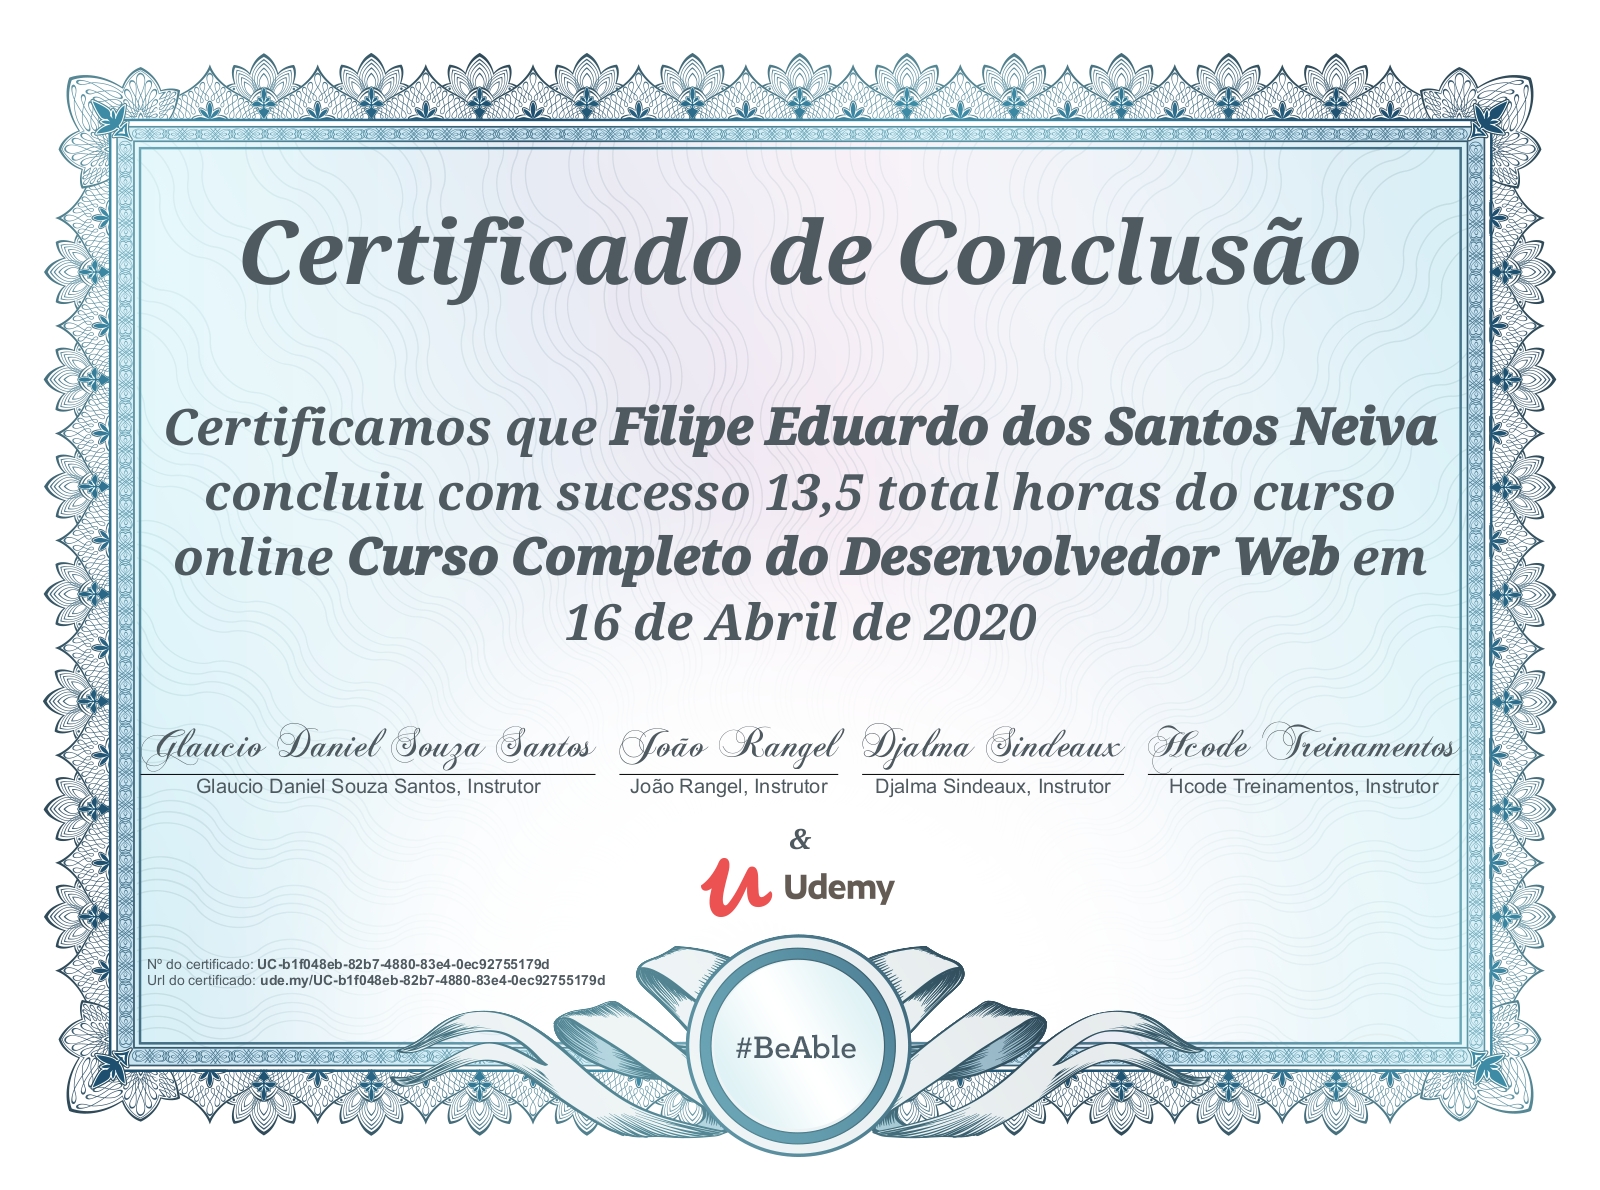 Certificado de Conclusão
Certificamos que Filipe Eduardo dos Santos Neiva
concluiu com sucesso 13,5 total horas do curso
online Curso Completo do Desenvolvedor Web em
16 de Abril de 2020
Glaucio Daniel Souza Santos João Rangel Djalma Sindeaux Hcode Treinamentos
Glaucio Daniel Souza Santos, Instrutor João Rangel, Instrutor Djalma Sindeaux, Instrutor Hcode Treinamentos, Instrutor
&
Udemy
Nº do certificado: UC-b1f048eb-82b7-4880-83e4-0ec92755179d
Url do certificado: ude.my/UC-b1f048eb-82b7-4880-83e4-0ec92755179d
#BeAble